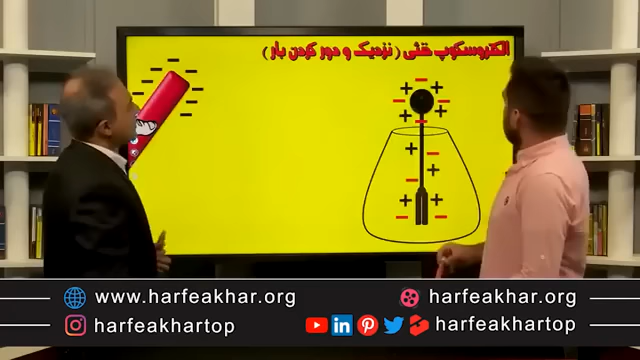 الکتروسکوپ خنثی ( نزدیک و دور کردن بار )
www.harfeakhar.org
harfeakhar.org
harfeakhartop
harfeakhartop